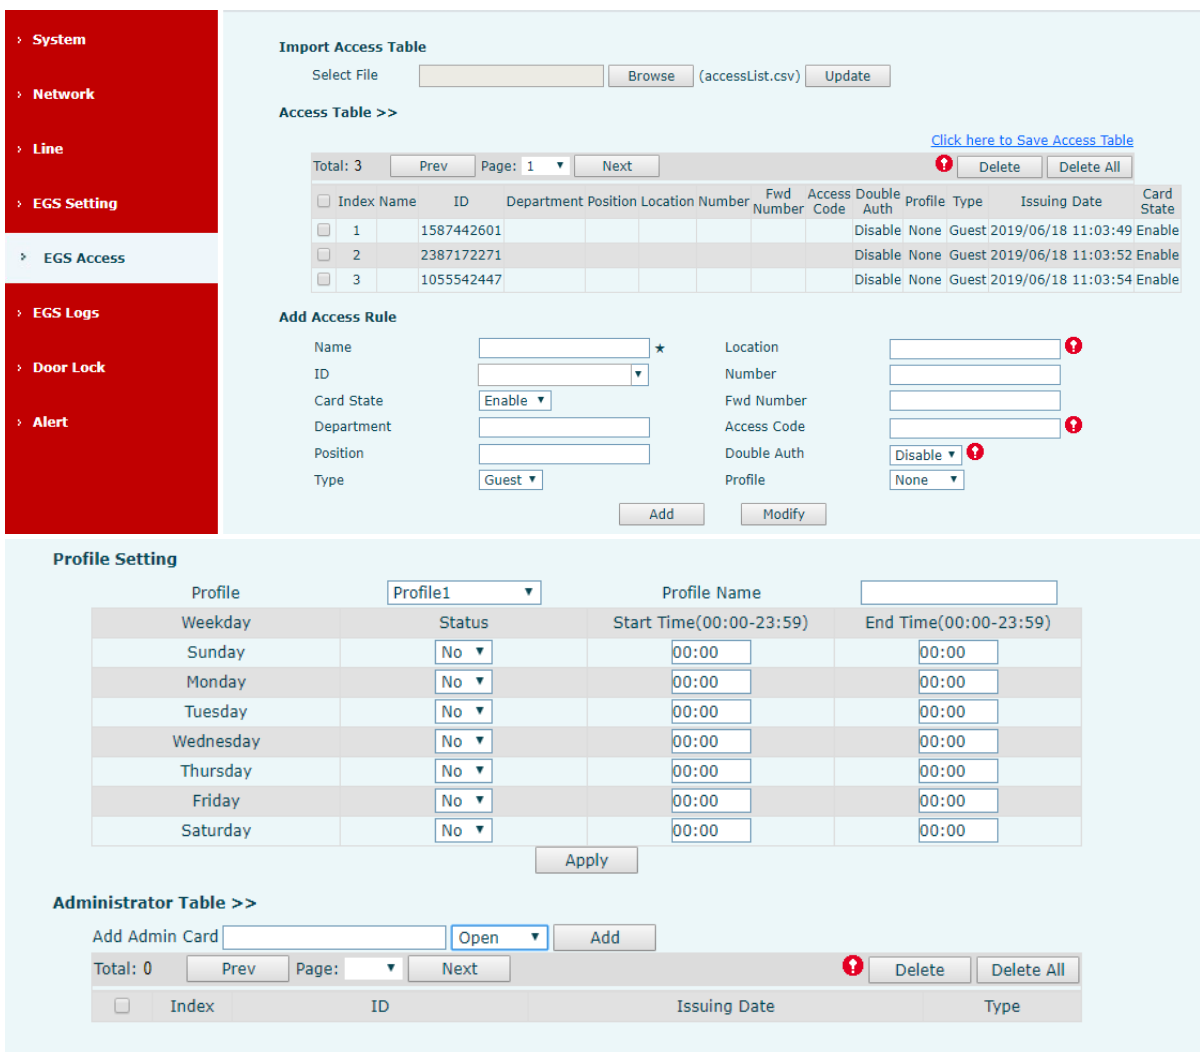 › System
› Network
› Line
› EGS Setting
› EGS Access
› EGS Logs
› Door Lock
› Alert
Import Access Table
Select File Browse (accessList.csv) Update
Access Table >>
Click here to Save Access Table
Total: 3 Prev Page: 1 Next Delete Delete All
Index Name ID Department Position Location Number Fwd Number Access Code Double Auth Profile Type Issuing Date Card State
1 1587442601 Disable None Guest 2019/06/18 11:03:49 Enable
2 2387172271 Disable None Guest 2019/06/18 11:03:52 Enable
3 1055542447 Disable None Guest 2019/06/18 11:03:54 Enable
Add Access Rule
Name ★ Location
ID Number
Card State Enable Fwd Number
Department Access Code
Position Double Auth Disable
Type Guest Profile None
Add Modify
Profile Setting
Profile Profile1 Profile Name
Weekday Status Start Time(00:00-23:59) End Time(00:00-23:59)
Sunday No 00:00 00:00
Monday No 00:00 00:00
Tuesday No 00:00 00:00
Wednesday No 00:00 00:00
Thursday No 00:00 00:00
Friday No 00:00 00:00
Saturday No 00:00 00:00
Apply
Administrator Table >>
Add Admin Card Open Add
Total: 0 Prev Page: Next Delete Delete All
Index ID Issuing Date Type